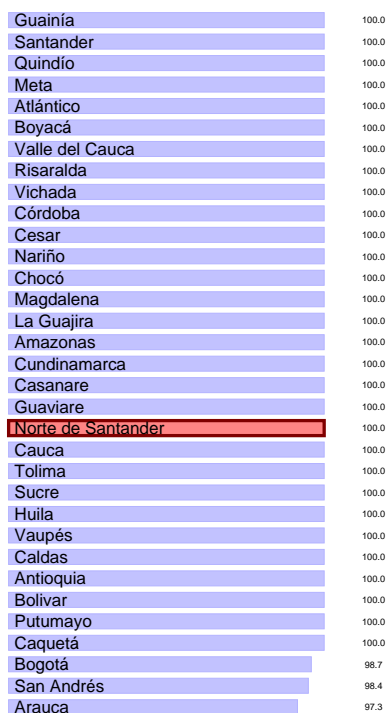 Guainía 100.0
Santander 100.0
Quindío 100.0
Meta 100.0
Atlántico 100.0
Boyacá 100.0
Valle del Cauca 100.0
Risaralda 100.0
Vichada 100.0
Córdoba 100.0
Cesar 100.0
Nariño 100.0
Chocó 100.0
Magdalena 100.0
La Guajira 100.0
Amazonas 100.0
Cundinamarca 100.0
Casanare 100.0
Guaviare 100.0
Norte de Santander 100.0
Cauca 100.0
Tolima 100.0
Sucre 100.0
Huila 100.0
Vaupés 100.0
Caldas 100.0
Antioquia 100.0
Bolivar 100.0
Putumayo 100.0
Caquetá 100.0
Bogotá 98.7
San Andrés 98.4
Arauca 97.3